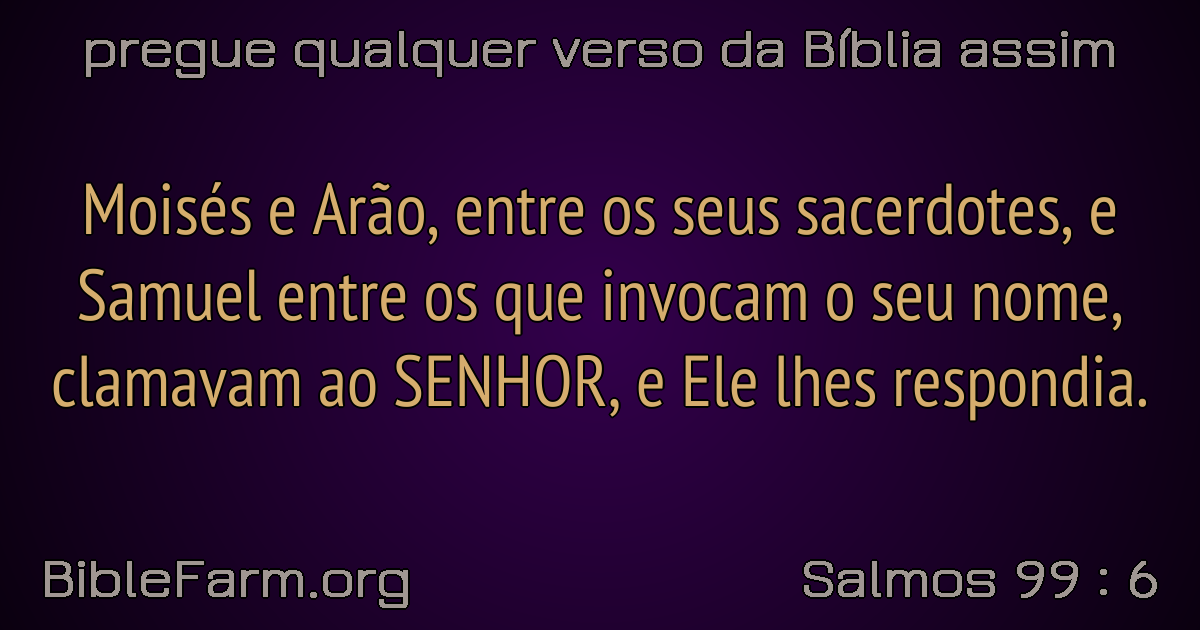 pregue qualquer verso da Bíblia assim
Moisés e Arão, entre os seus sacerdotes, e
Samuel entre os que invocam o seu nome,
clamavam ao SENHOR, e Ele lhes respondia.
BibleFarm.org
Salmos 99 : 6